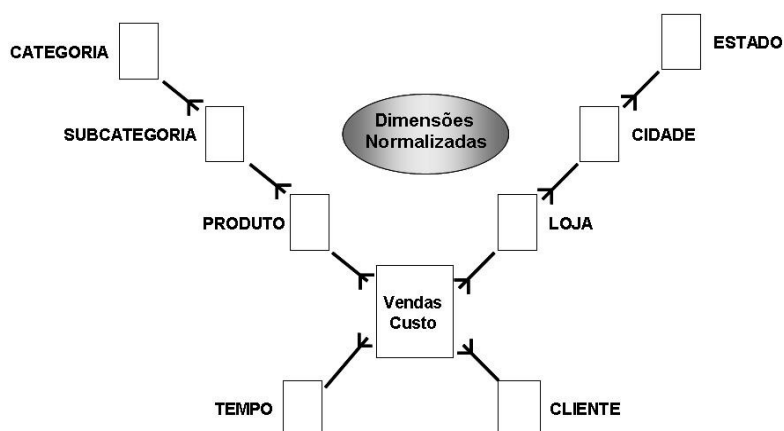 ESTADO
CATEGORIA
Dimensões
Normalizadas
SUBCATEGORIA
CIDADE
PRODUTO
LOJA
Vendas
Custo
TEMPO
CLIENTE